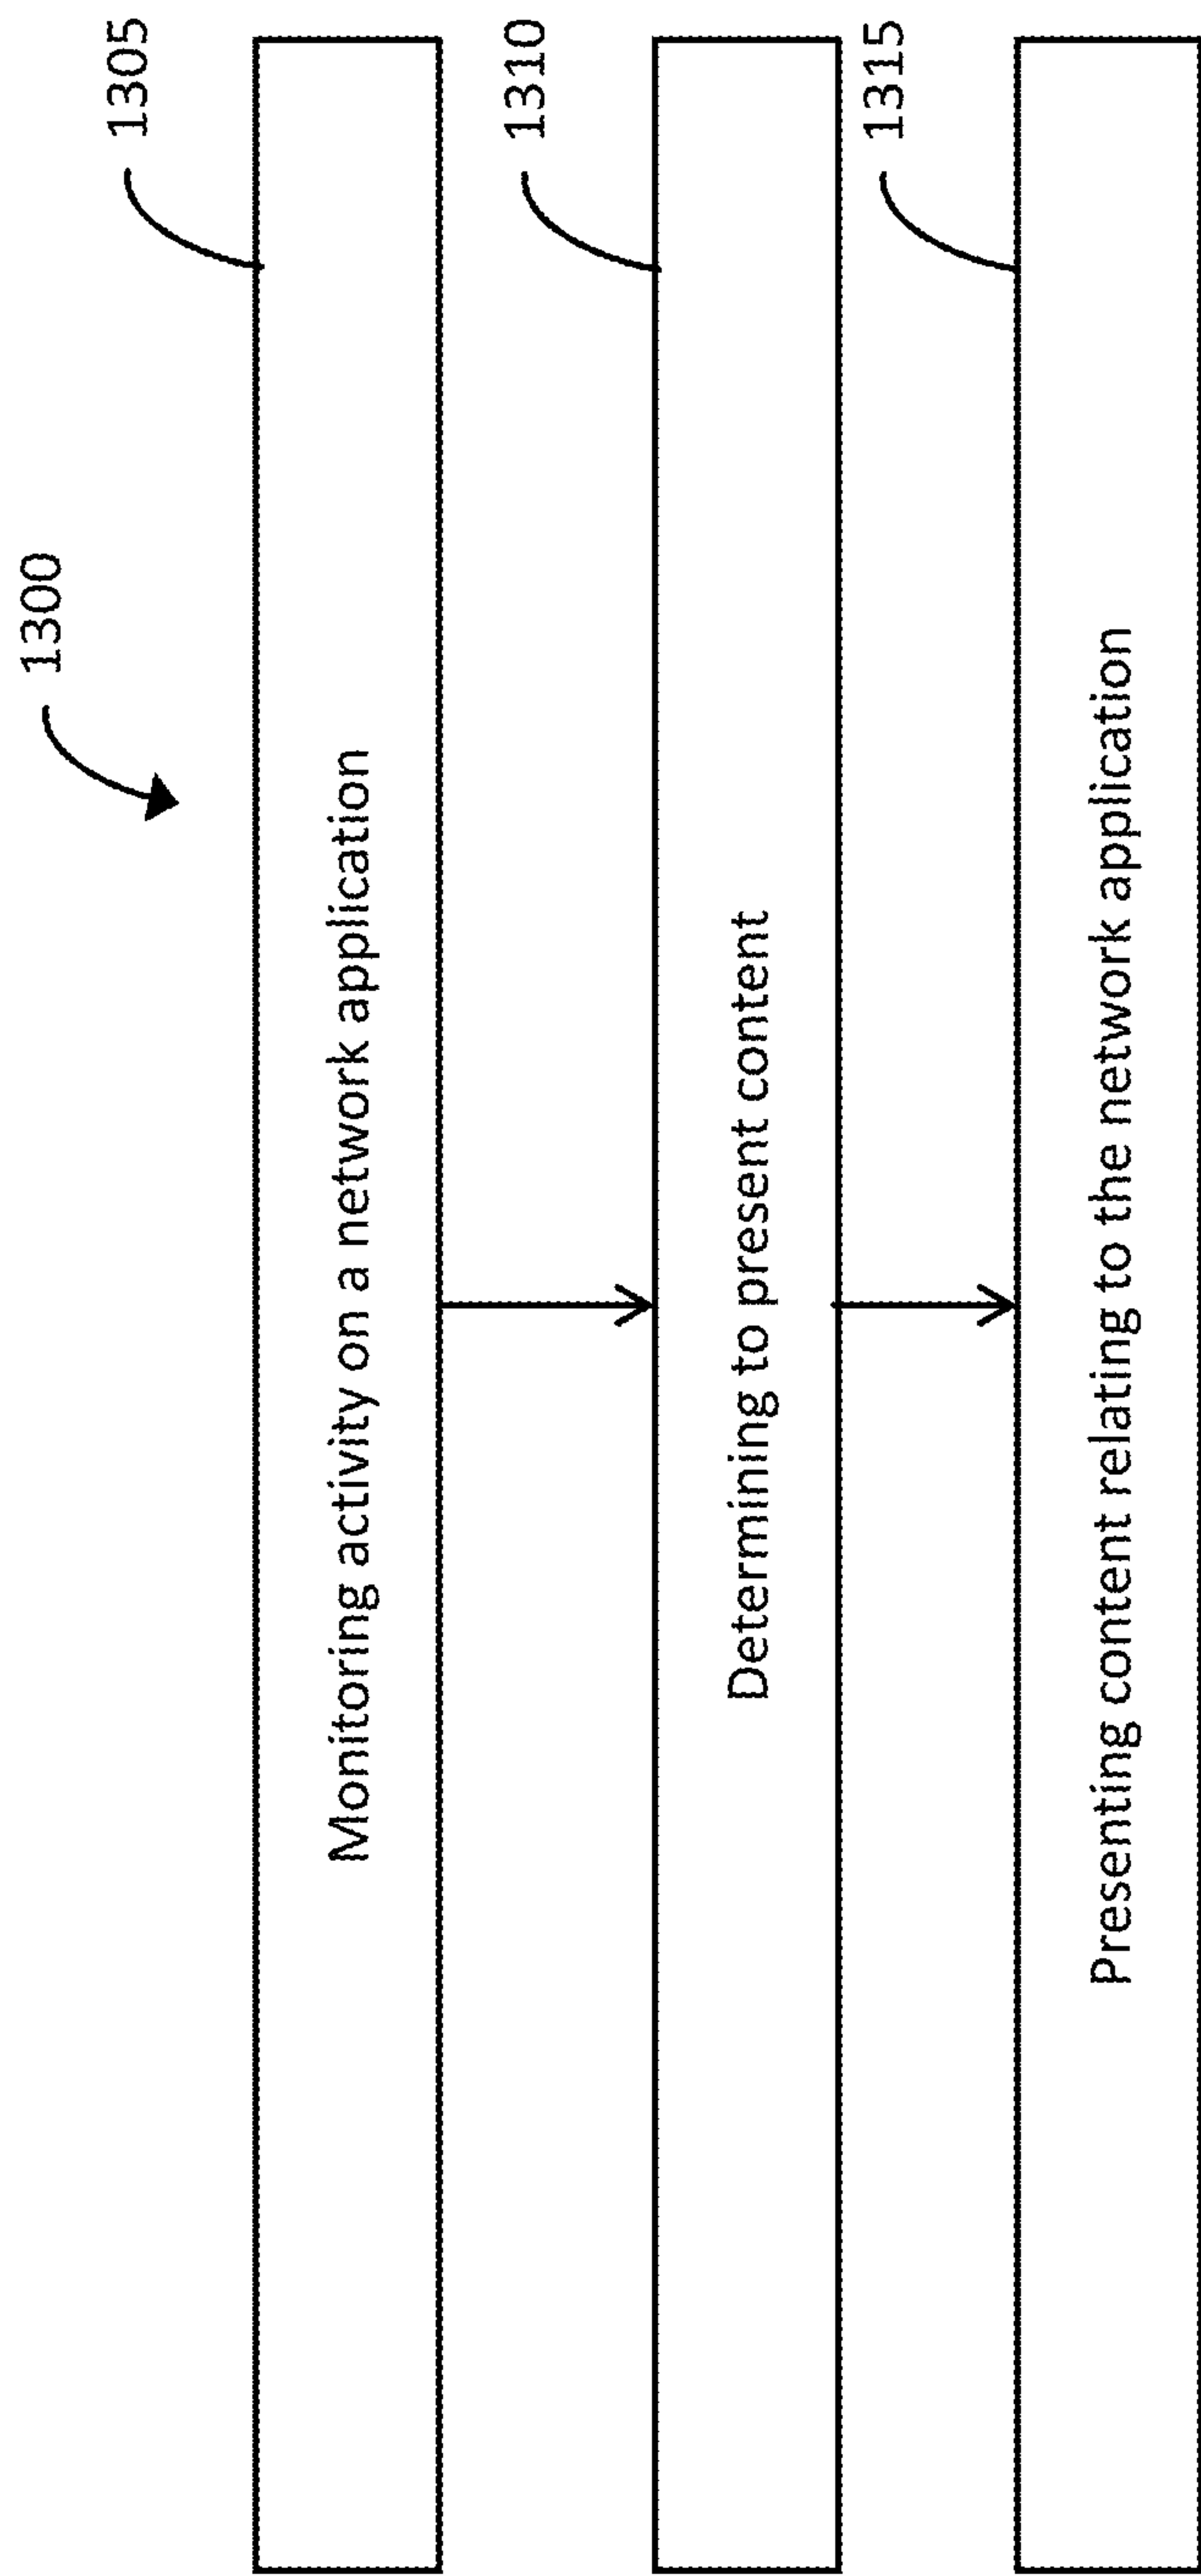 1300
1305
Monitoring activity on a network application
1310
Determining to present content
1315
Presenting content relating to the network application